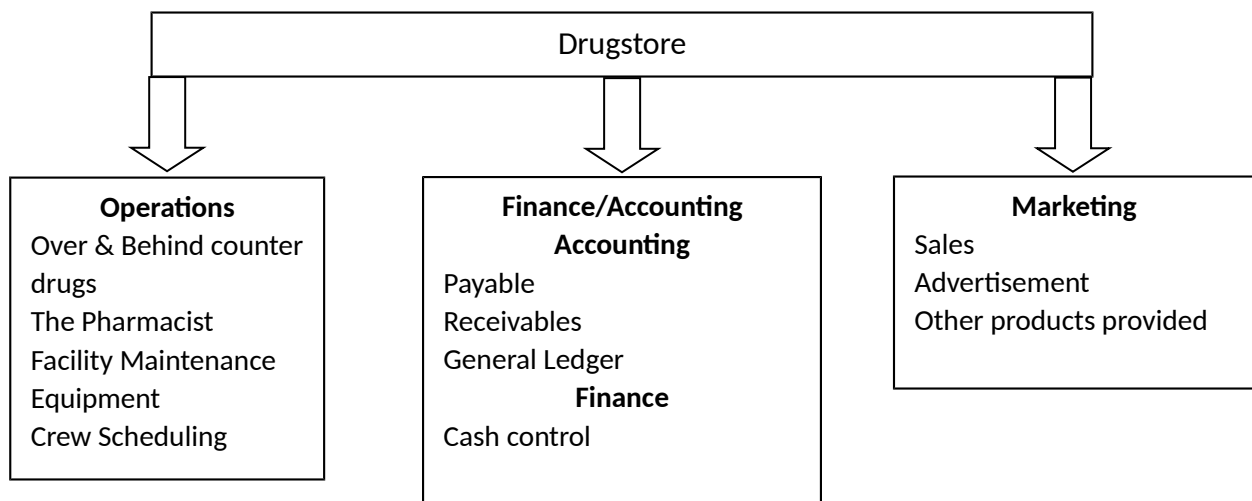 Drugstore
Operations
Over & Behind counter
drugs
The Pharmacist
Facility Maintenance
Equipment
Crew Scheduling
Finance/Accounting
Accounting
Payable
Receivables
General Ledger
Finance
Cash control
Marketing
Sales
Advertisement
Other products provided